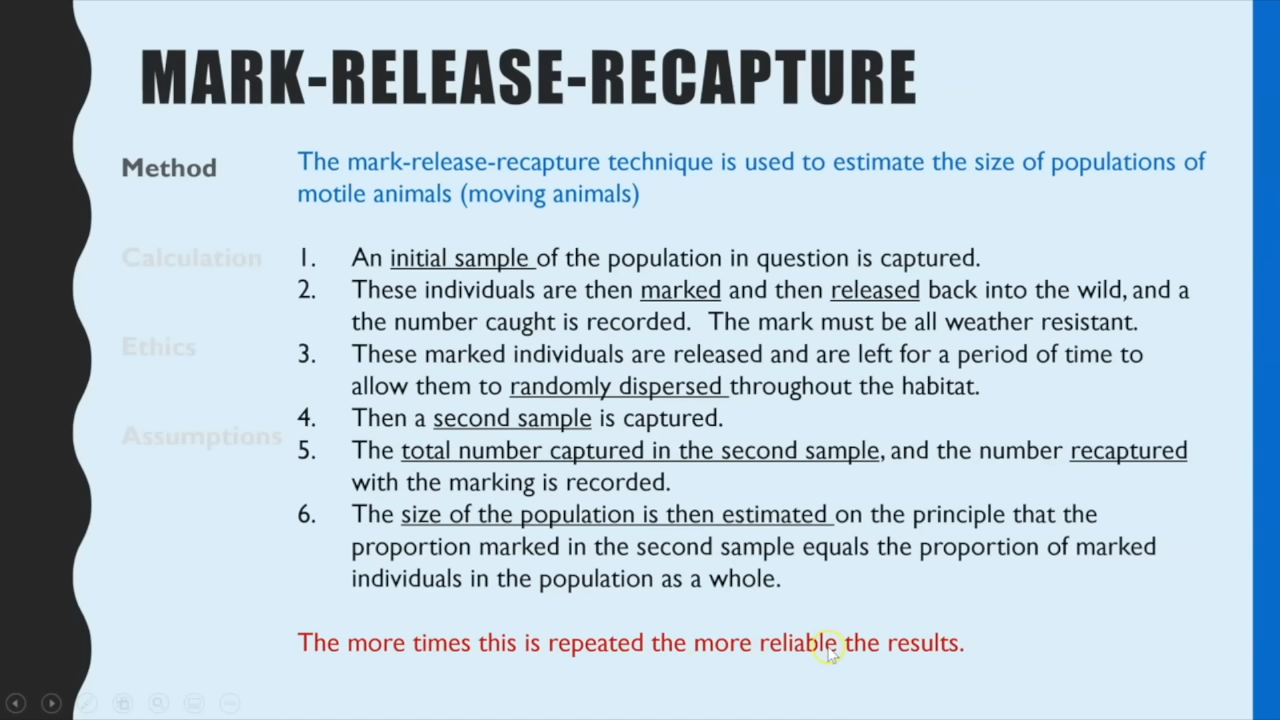 MARK-RELEASE-RECAPTURE
Method
The mark-release-recapture technique is used to estimate the size of populations of
motile animals (moving animals)
Calculation
1. An initial sample of the population in question is captured.
2. These individuals are then marked and then released back into the wild, and a
the number caught is recorded. The mark must be all weather resistant.
Ethics
3. These marked individuals are released and are left for a period of time to
allow them to randomly dispersed throughout the habitat.
4. Then a second sample is captured.
Assumptions
5. The total number captured in the second sample, and the number recaptured
with the marking is recorded.
6. The size of the population is then estimated on the principle that the
proportion marked in the second sample equals the proportion of marked
individuals in the population as a whole.
The more times this is repeated the more reliable the results.